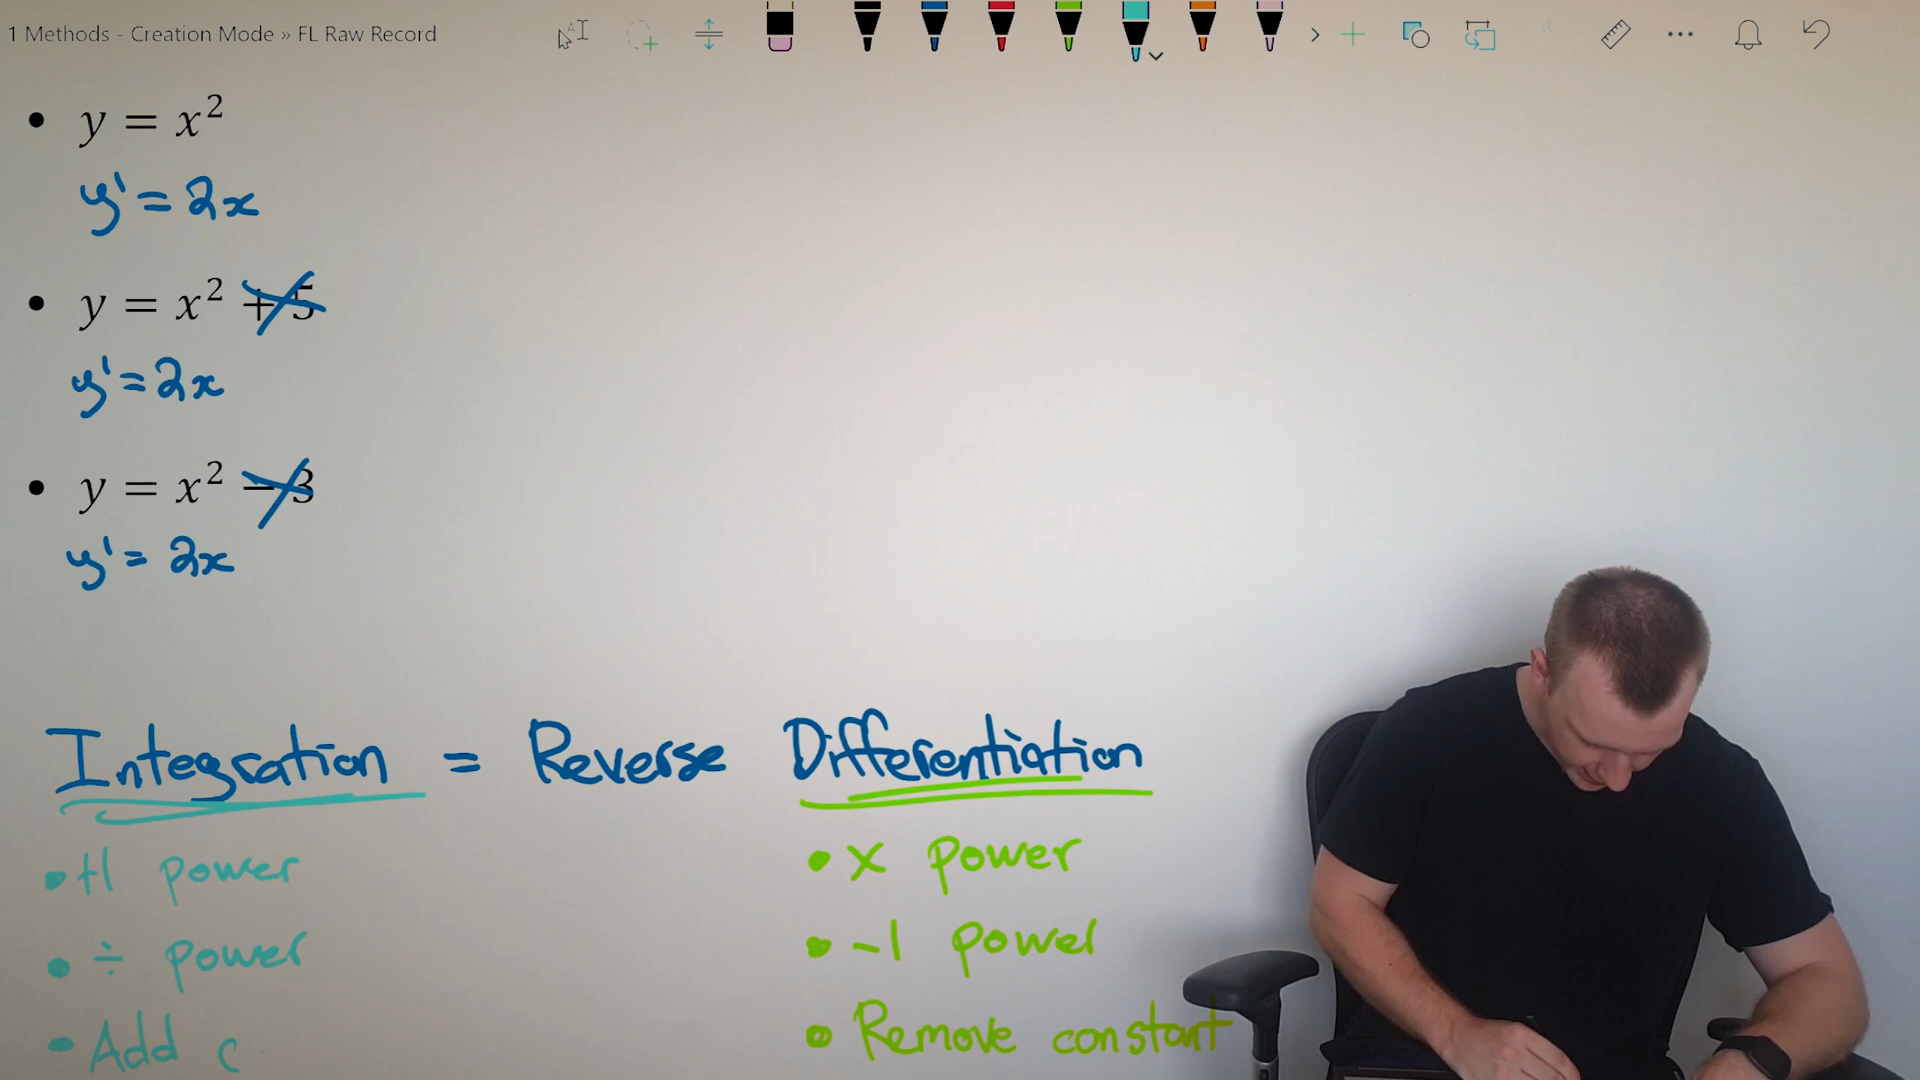 1 Methods - Creation Mode » FL Raw Record
• y = x²
y' = 2x
• y = x² + 5
y' = 2x
• y = x² − 3
y' = 2x
Integration = Reverse Differentiation
• +1 power
• x power
• ÷ power
• -1 power
• Add c
• Remove constant